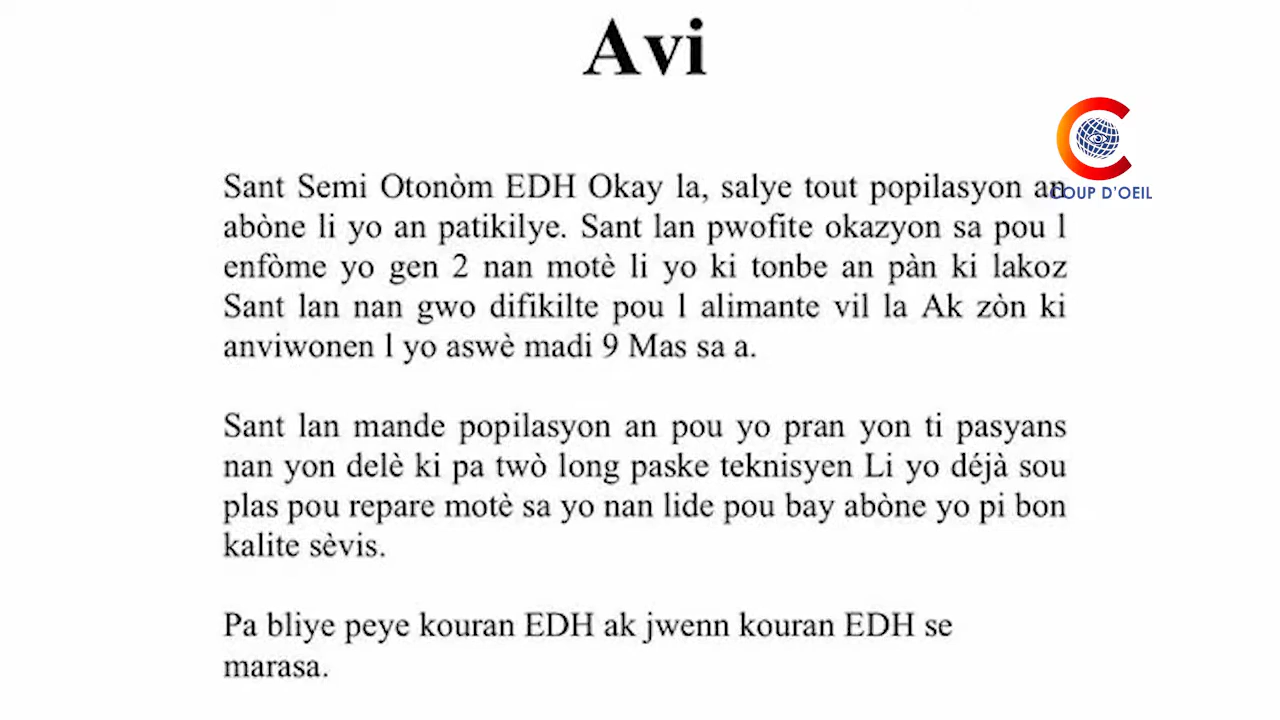 Avi
COUP D'OEIL
Sant Semi Otonòm EDH Okay la, salye tout popilasyon an
abòne li yo an patikilye. Sant lan pwofite okazyon sa pou l
enfòme yo gen 2 nan motè li yo ki tonbe an pàn ki lakoz
Sant lan nan gwo difikilte pou l alimante vil la Ak zòn ki
anviwonen l yo aswè madi 9 Mas sa a.
Sant lan mande popilasyon an pou yo pran yon ti pasyans
nan yon delè ki pa twò long paske teknisyen Li yo déjà sou
plas pou repare motè sa yo nan lide pou bay abòne yo pi bon
kalite sèvis.
Pa bliye peye kouran EDH ak jwenn kouran EDH se
marasa.